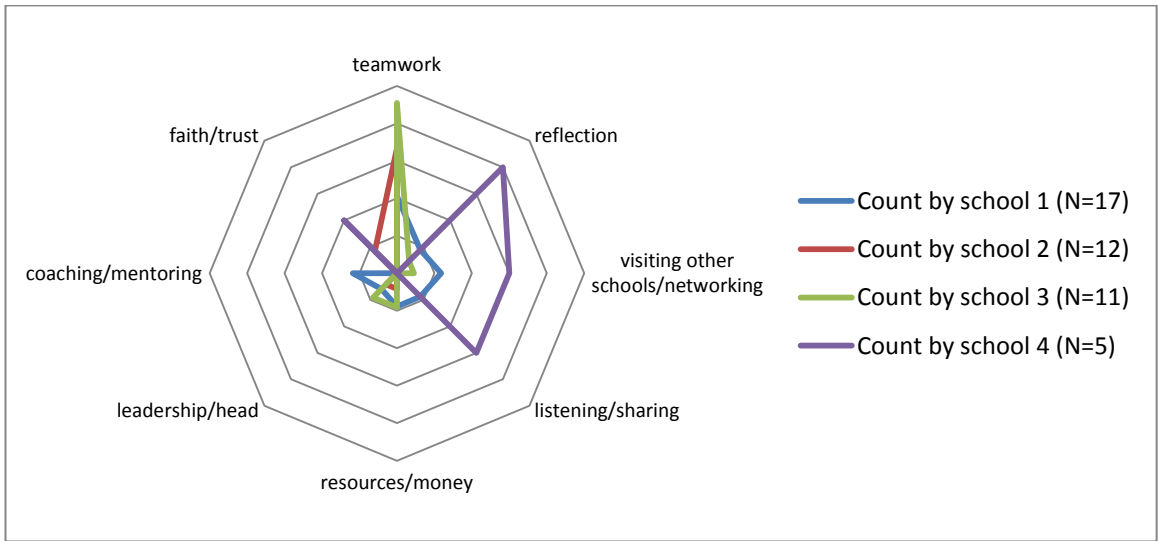 teamwork
reflection
visiting other
schools/networking
listening/sharing
resources/money
leadership/head
coaching/mentoring
faith/trust
Count by school 1 (N=17)
Count by school 2 (N=12)
Count by school 3 (N=11)
Count by school 4 (N=5)